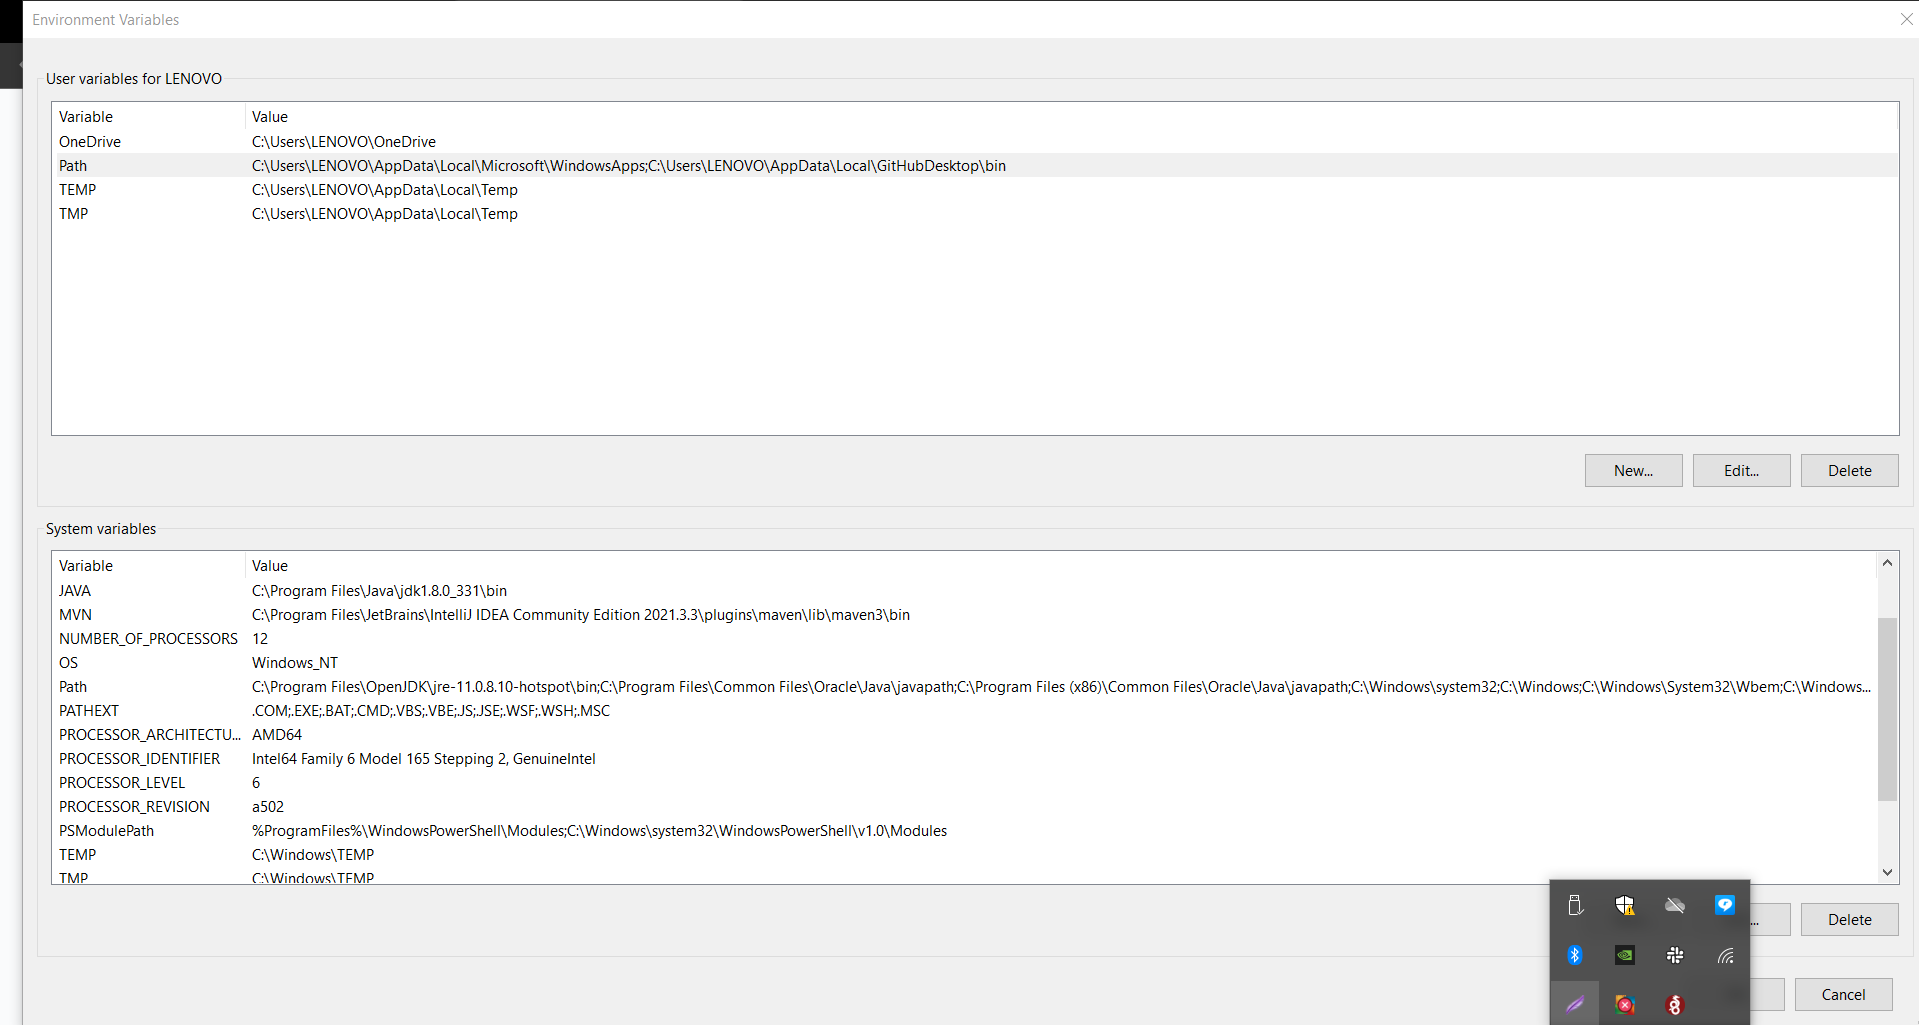 Environment Variables
User variables for LENOVO
Variable Value
OneDrive C:\Users\LENOVO\OneDrive
Path C:\Users\LENOVO\AppData\Local\Microsoft\WindowsApps;C:\Users\LENOVO\AppData\Local\GitHubDesktop\bin
TEMP C:\Users\LENOVO\AppData\Local\Temp
TMP C:\Users\LENOVO\AppData\Local\Temp
New... Edit... Delete
System variables
Variable Value
JAVA C:\Program Files\Java\jdk1.8.0_331\bin
MVN C:\Program Files\JetBrains\IntelliJ IDEA Community Edition 2021.3.3\plugins\maven\lib\maven3\bin
NUMBER_OF_PROCESSORS 12
OS Windows_NT
Path C:\Program Files\OpenJDK\jre-11.0.8.10-hotspot\bin;C:\Program Files\Common Files\Oracle\Java\javapath;C:\Program Files (x86)\Common Files\Oracle\Java\javapath;C:\Windows\system32;C:\Windows;C:\Windows\System32\Wbem;C:\Windows...
PATHEXT .COM;.EXE;.BAT;.CMD;.VBS;.VBE;.JS;.JSE;.WSF;.WSH;.MSC
PROCESSOR_ARCHITECTU... AMD64
PROCESSOR_IDENTIFIER Intel64 Family 6 Model 165 Stepping 2, GenuineIntel
PROCESSOR_LEVEL 6
PROCESSOR_REVISION a502
PSModulePath %ProgramFiles%\WindowsPowerShell\Modules;C:\Windows\system32\WindowsPowerShell\v1.0\Modules
TEMP C:\Windows\TEMP
TMP C:\Windows\TEMP
... Delete
Cancel